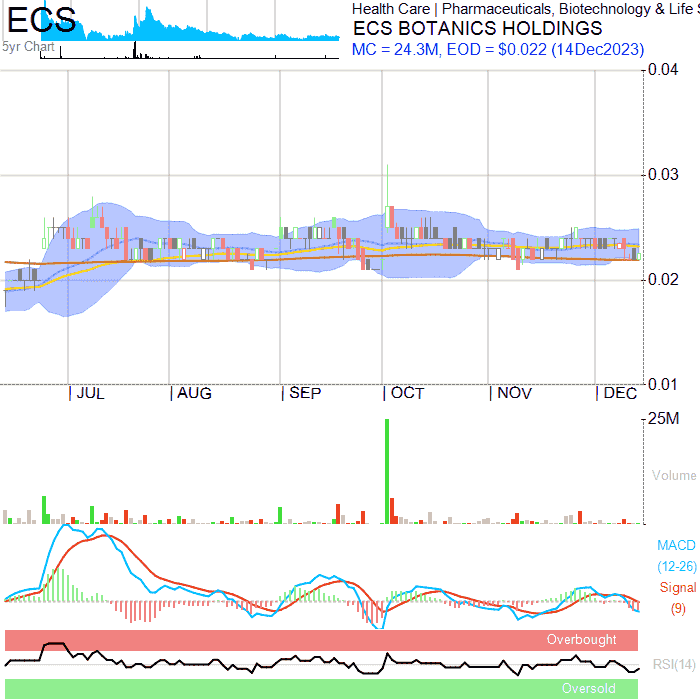 ECS
5yr Chart
Health Care | Pharmaceuticals, Biotechnology & Life S
ECS BOTANICS HOLDINGS
MC = 24.3M, EOD = $0.022 (14Dec2023)
0.04
0.03
0.02
0.01
| JUL | AUG | SEP | OCT | NOV | DEC
25M
Volume
MACD
(12-26)
Signal
(9)
Overbought
RSI(14)
Oversold